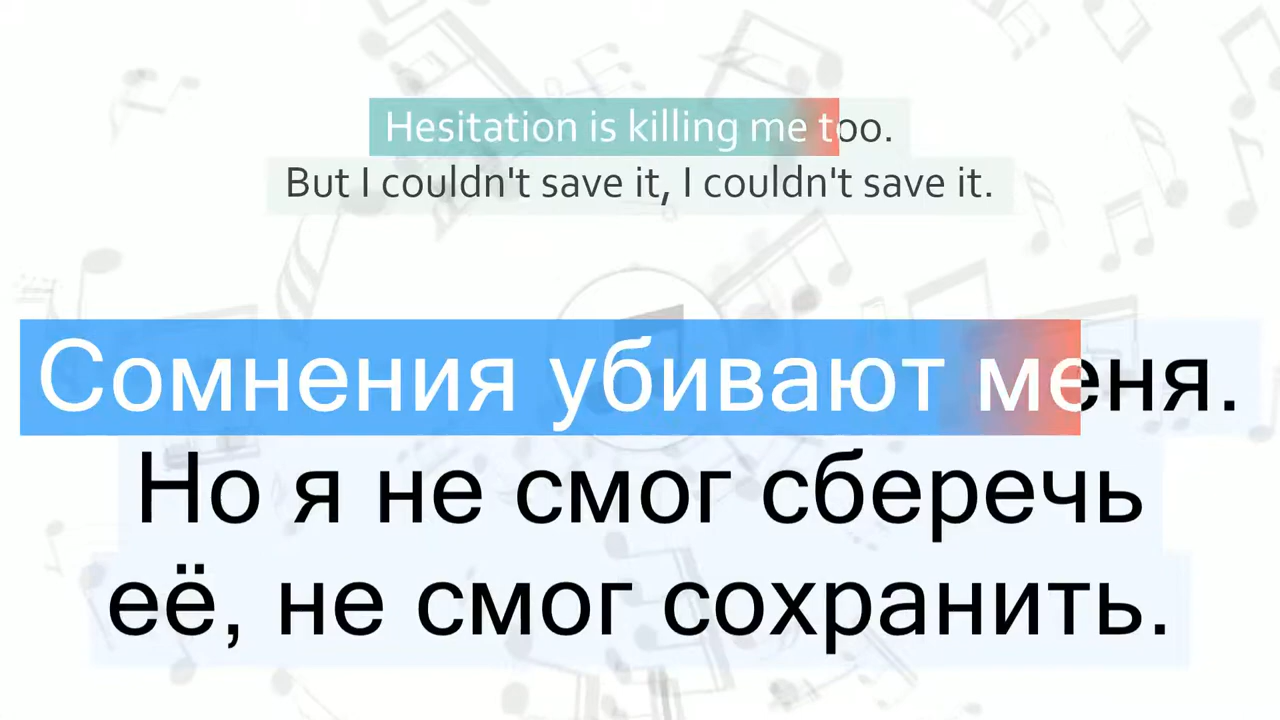 Hesitation is killing me too.
But I couldn't save it, I couldn't save it.
Сомнения убивают меня.
Но я не смог сберечь
её, не смог сохранить.